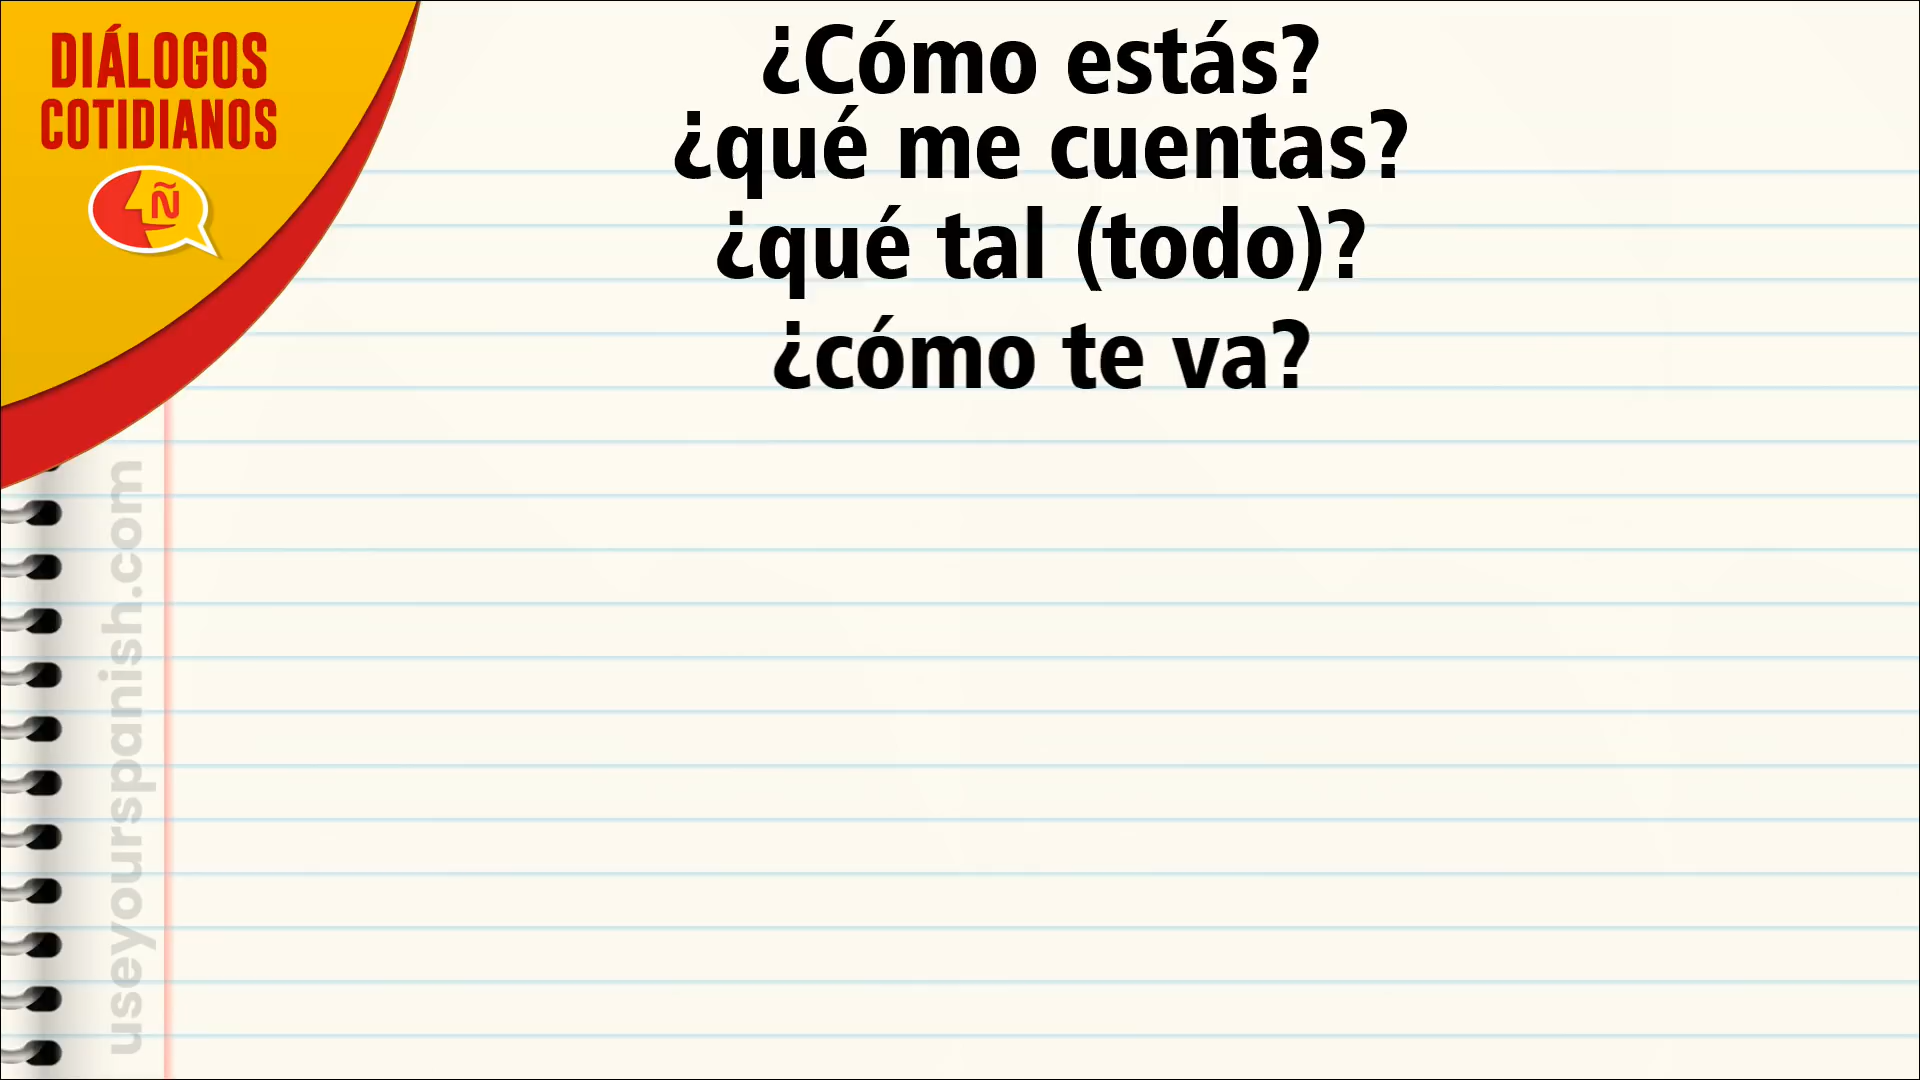 DIÁLOGOS
COTIDIANOS
Ñ
¿Cómo estás?
¿qué me cuentas?
¿qué tal (todo)?
¿cómo te va?
useyourspanish.com